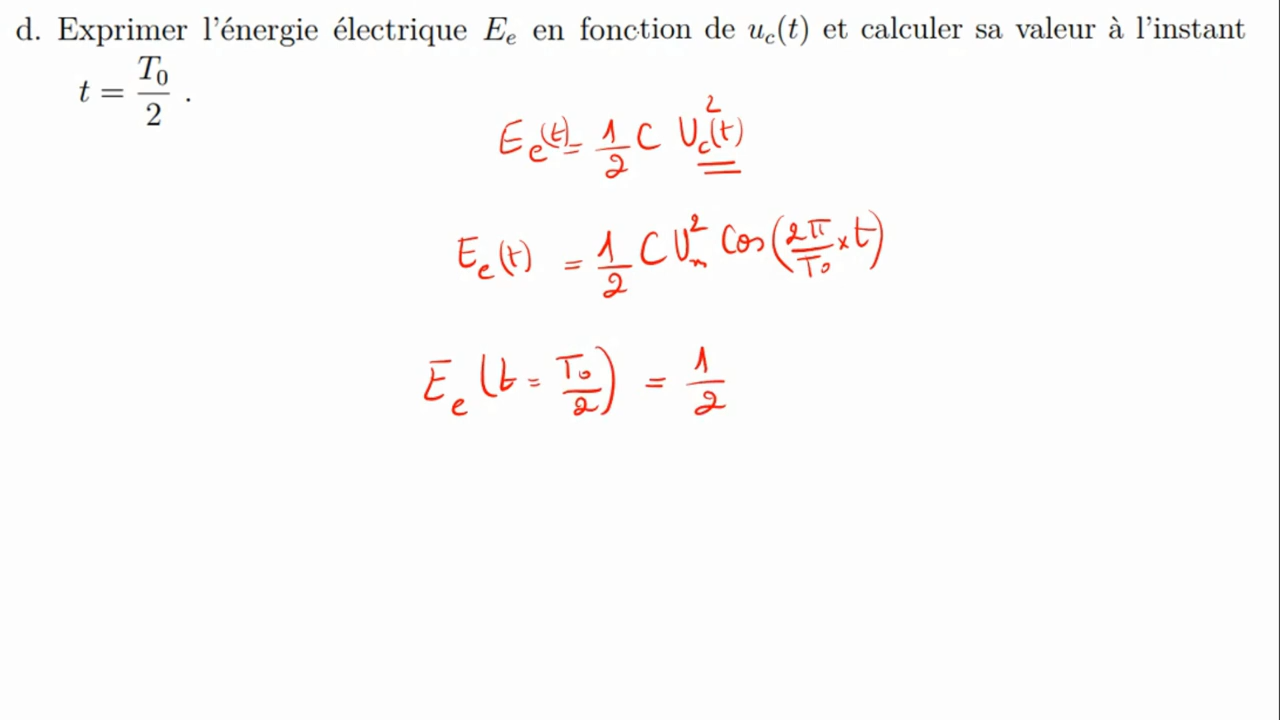 d. Exprimer l'énergie électrique E_e en fonction de u_c(t) et calculer sa valeur à l'instant
t = T_0/2 .
E_e(t) = 1/2 C U_c^2(t)
E_e(t) = 1/2 C U_m^2 Cos(2π/T_0 × t)
E_e(t = T_0/2) = 1/2